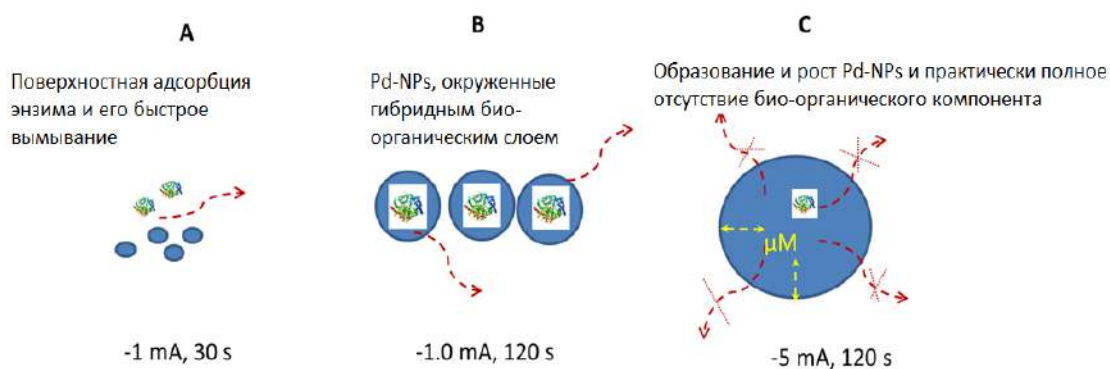 A
Поверхностная адсорбция
энзима и его быстрое
вымывание
-1 mA, 30 s
B
Pd-NPs, окруженные
гибридным био-
органическим слоем
-1.0 mA, 120 s
C
Образование и рост Pd-NPs и практически полное
отсутствие био-органического компонента
µM
-5 mA, 120 s